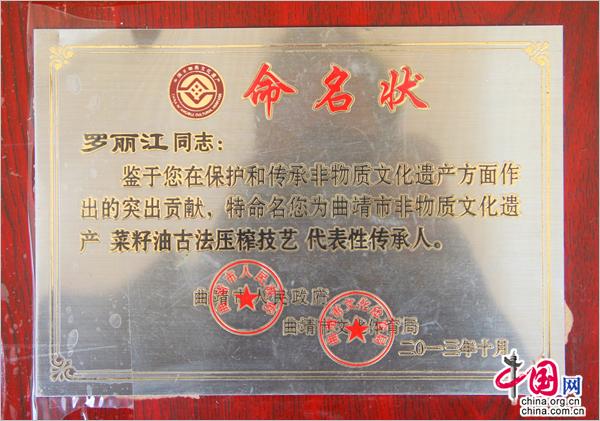 命名状
罗丽江同志：
鉴于您在保护和传承非物质文化遗产方面作
出的突出贡献，特命名您为曲靖市非物质文化遗
产 菜籽油古法压榨技艺 代表性传承人。
曲靖市人民政府
曲靖市文化体育局
二〇一三年十月
中国网
china.org.cn
china.com.cn